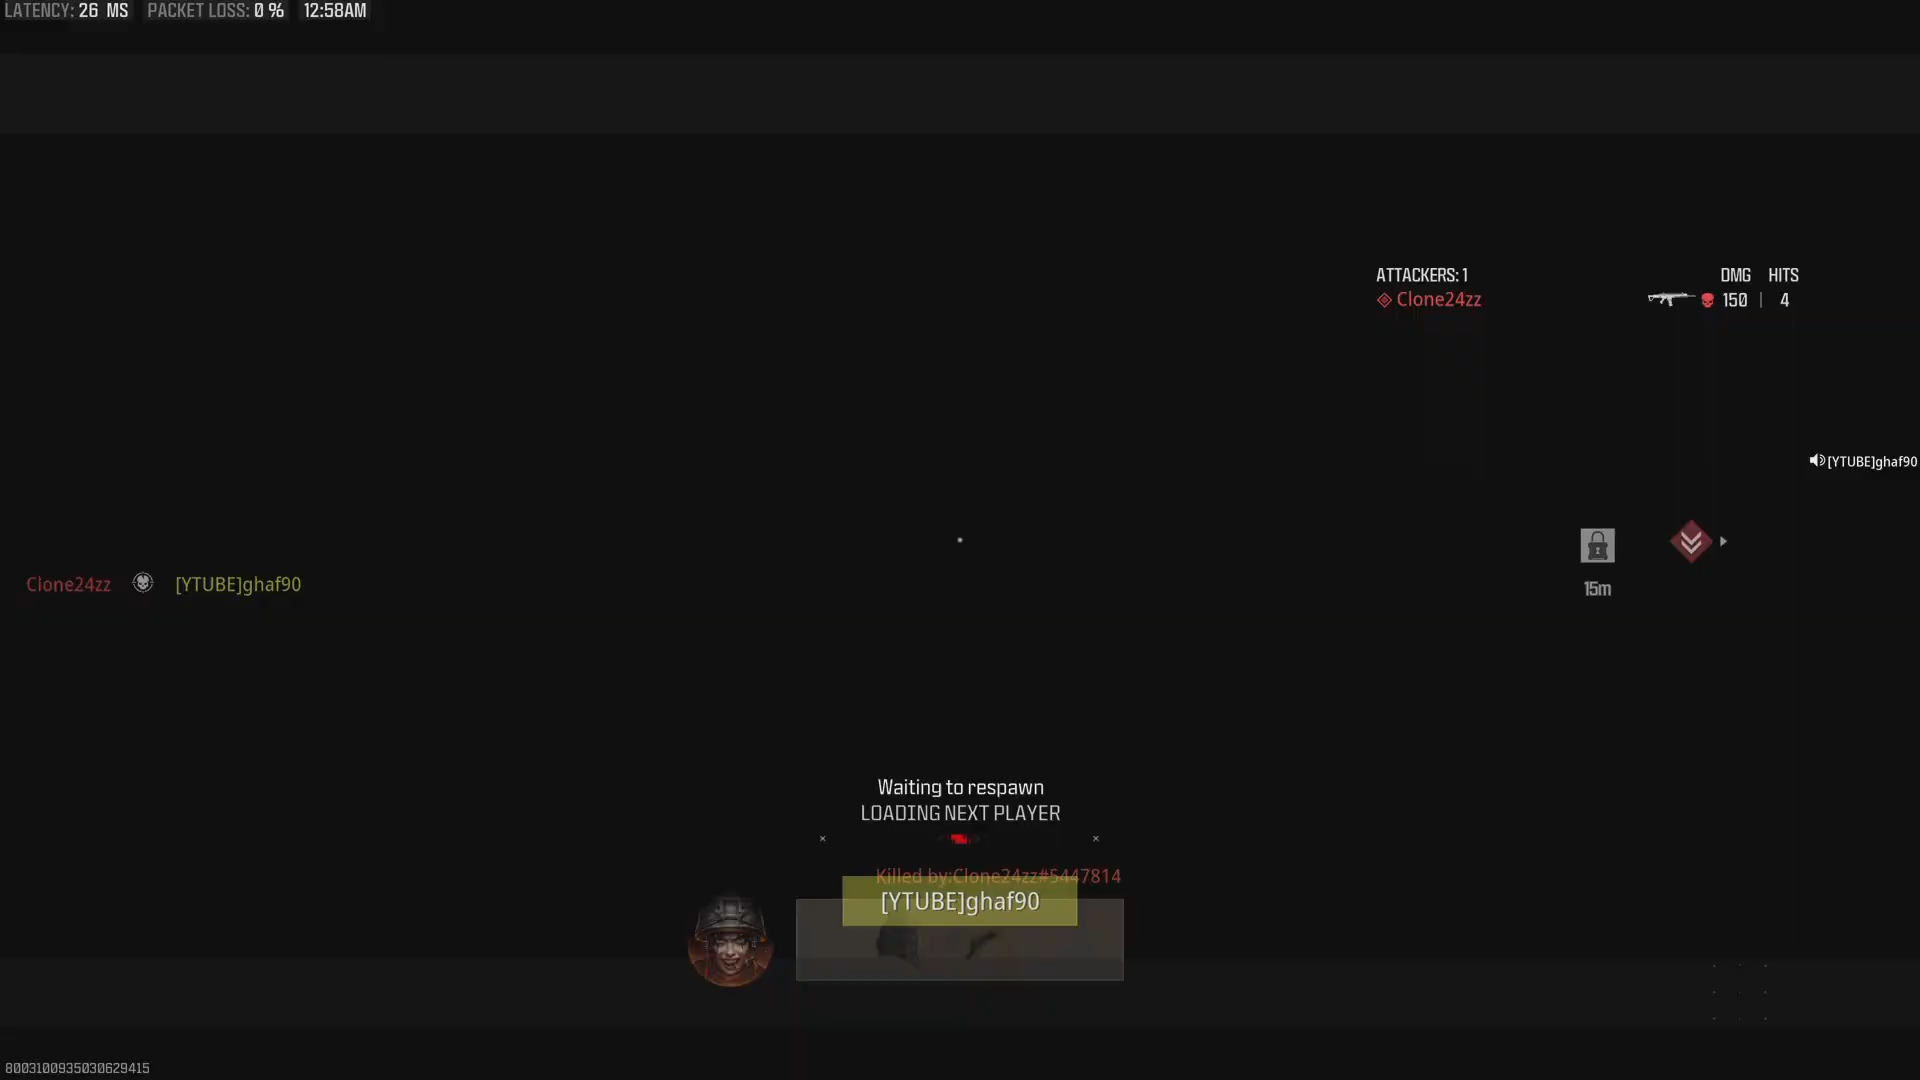 LATENCY: 26 MS PACKET LOSS: 0 % 12:58AM
ATTACKERS: 1 DMG HITS
Clone24zz 150 | 4
[YTUBE]ghaf90
15m
Clone24zz [YTUBE]ghaf90
Waiting to respawn
LOADING NEXT PLAYER
Killed by:Clone24zz#5447814
[YTUBE]ghaf90
8003100935030629415